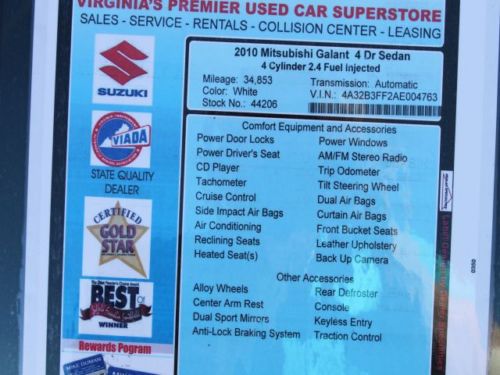 VIRGINIA'S PREMIER USED CAR SUPERSTORE
SALES - SERVICE - RENTALS - COLLISION CENTER - LEASING
SUZUKI
VIADA
STATE QUALITY
DEALER
CERTIFIED
GOLD
STAR
BEST
WINNER
Rewards Pogram
2010 Mitsubishi Galant 4 Dr Sedan
4 Cylinder 2.4 Fuel injected
Mileage: 34,853 Transmission: Automatic
Color: White V.I.N.: 4A32B3FF2AE004763
Stock No.: 44206
Comfort Equipment and Accessories
Power Door Locks Power Windows
Power Driver's Seat AM/FM Stereo Radio
CD Player Trip Odometer
Tachometer Tilt Steering Wheel
Cruise Control Dual Air Bags
Side Impact Air Bags Curtain Air Bags
Air Conditioning Front Bucket Seats
Reclining Seats Leather Upholstery
Heated Seat(s) Back Up Camera
Other Accessories
Alloy Wheels Rear Defroster
Center Arm Rest Console
Dual Sport Mirrors Keyless Entry
Anti-Lock Braking System Traction Control
0350